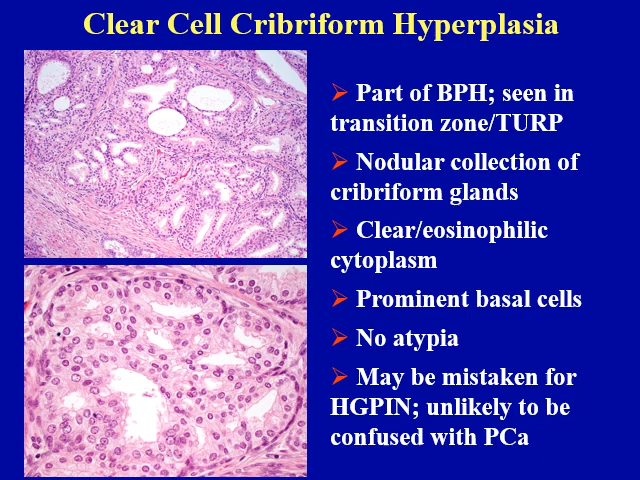 Clear Cell Cribriform Hyperplasia
Part of BPH; seen in
transition zone/TURP
Nodular collection of
cribriform glands
Clear/eosinophilic
cytoplasm
Prominent basal cells
No atypia
May be mistaken for
HGPIN; unlikely to be
confused with PCa